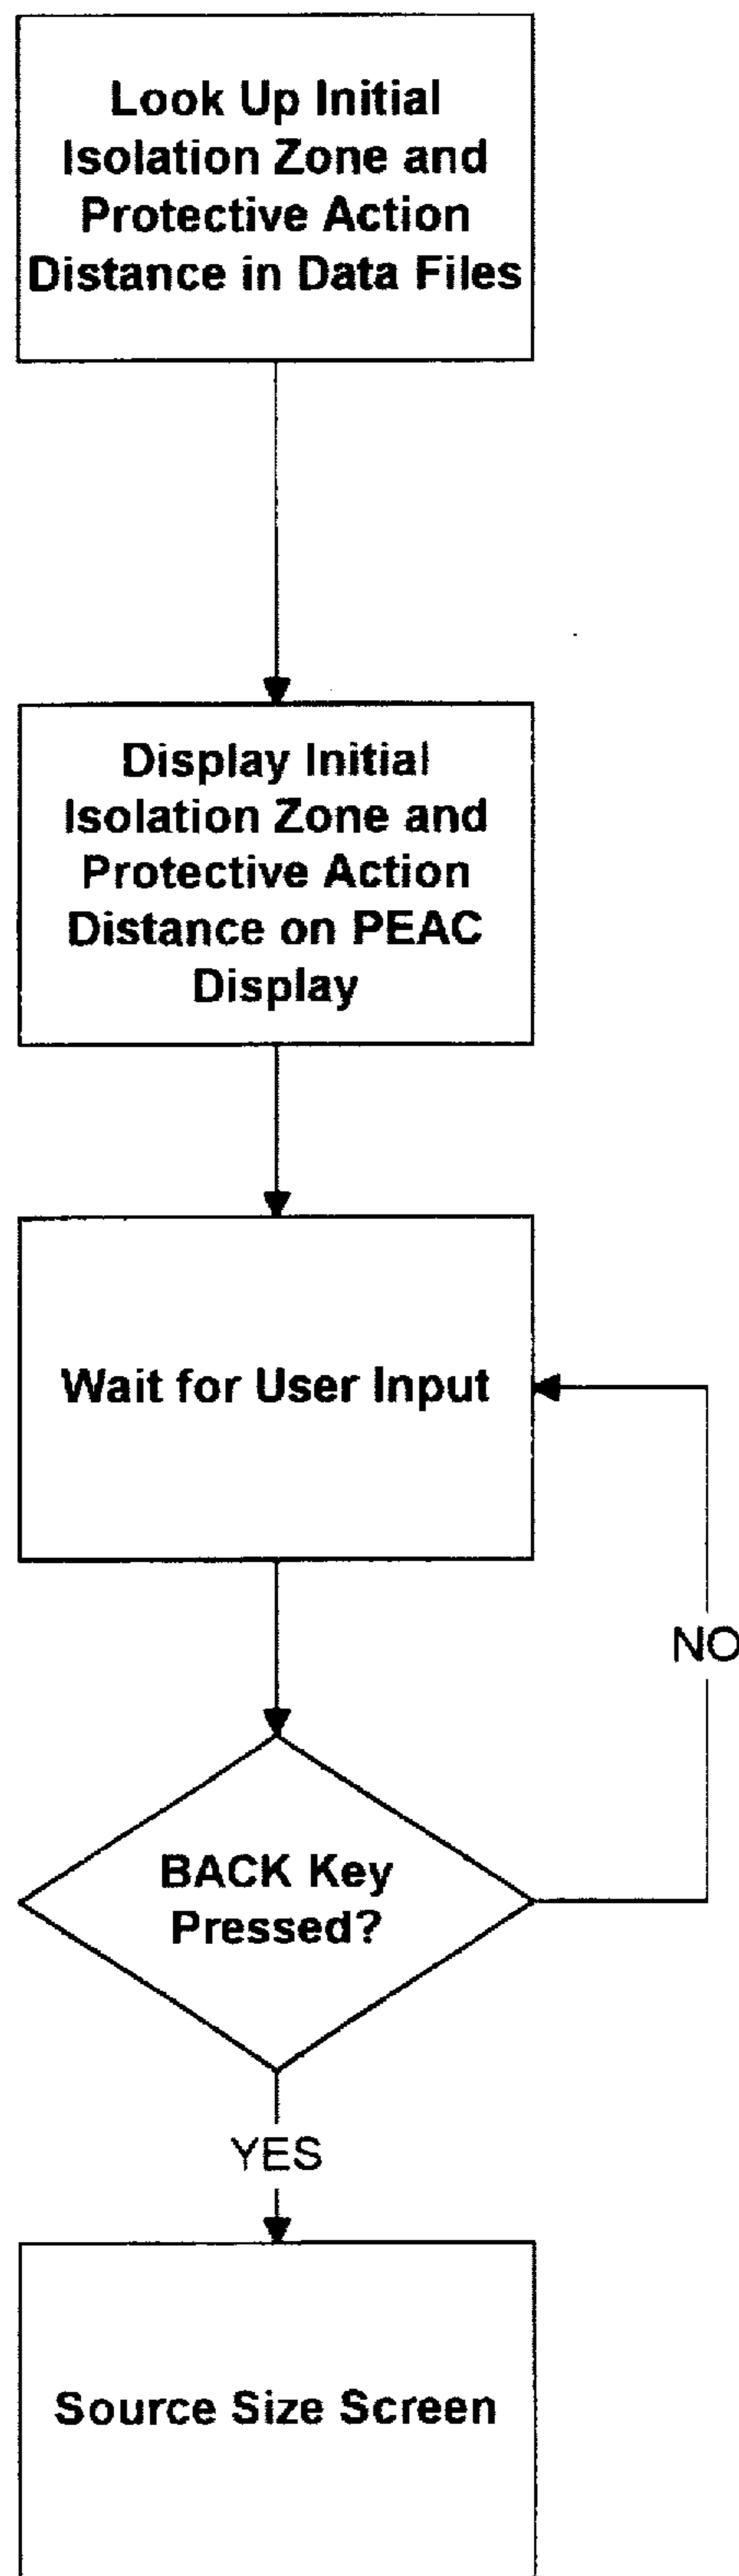 Look Up Initial
Isolation Zone and
Protective Action
Distance in Data Files
Display Initial
Isolation Zone and
Protective Action
Distance on PEAC
Display
Wait for User Input
NO
BACK Key
Pressed?
YES
Source Size Screen